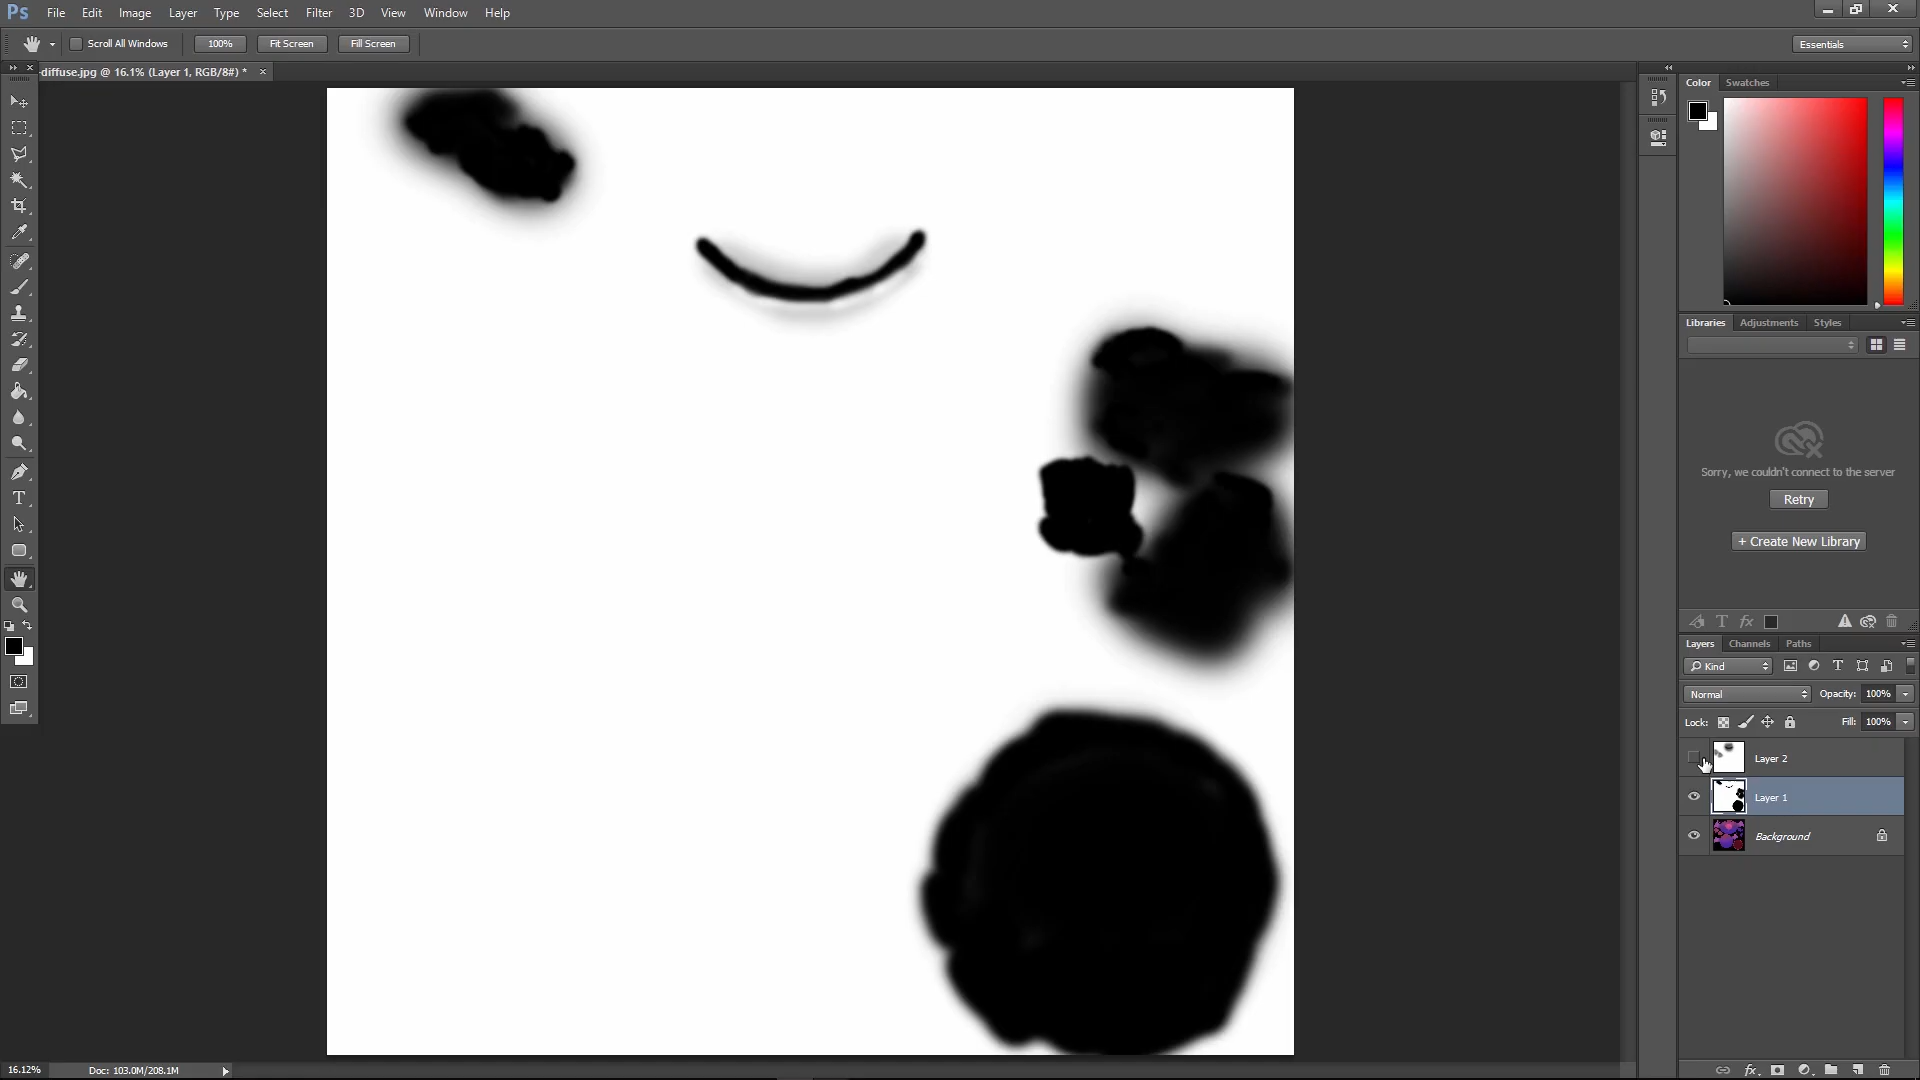 Ps File Edit Image Layer Type Select Filter 3D View Window Help
Scroll All Windows 100% Fit Screen Fill Screen Essentials
-diffuse.jpg @ 16.1% (Layer 1, RGB/8#) * ×
Color Swatches
Libraries Adjustments Styles
Sorry, we couldn't connect to the server
Retry
+ Create New Library
Layers Channels Paths
Kind
Normal Opacity: 100%
Lock: Fill: 100%
Layer 2
Layer 1
Background
16.12% Doc: 103.0M/208.1M